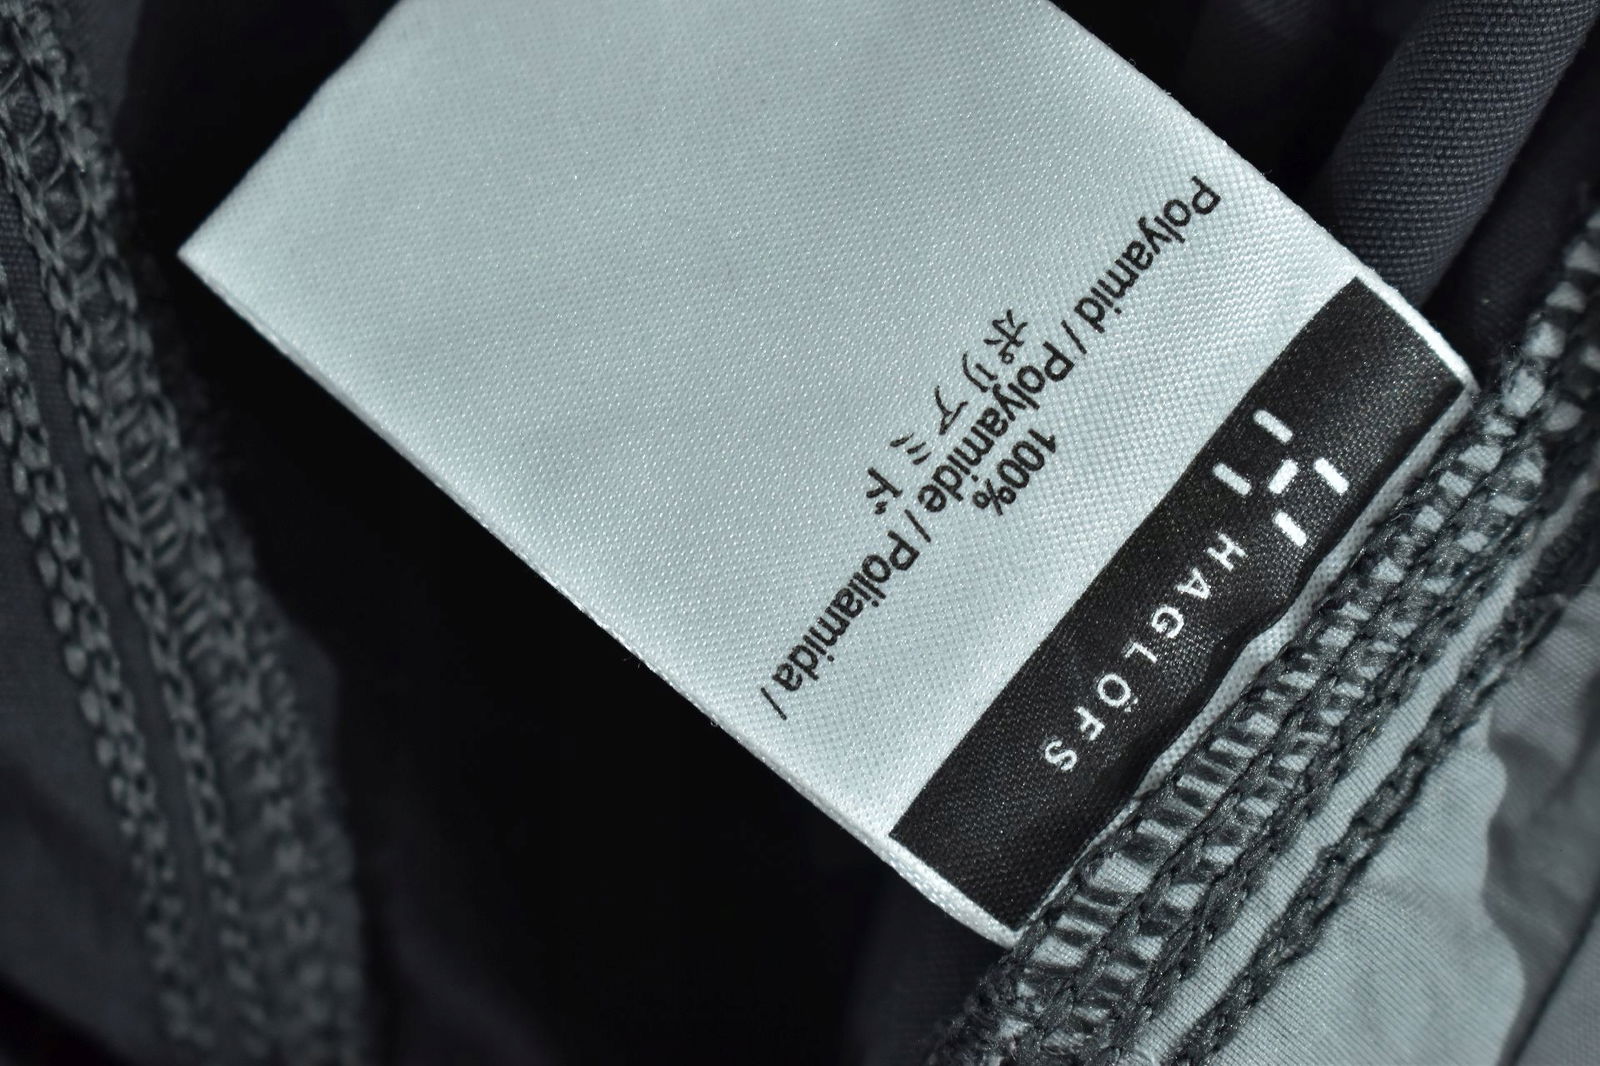 HAGLÖFS
100%
Polyamid / Polyamide / Poliamida /
ポリアミド